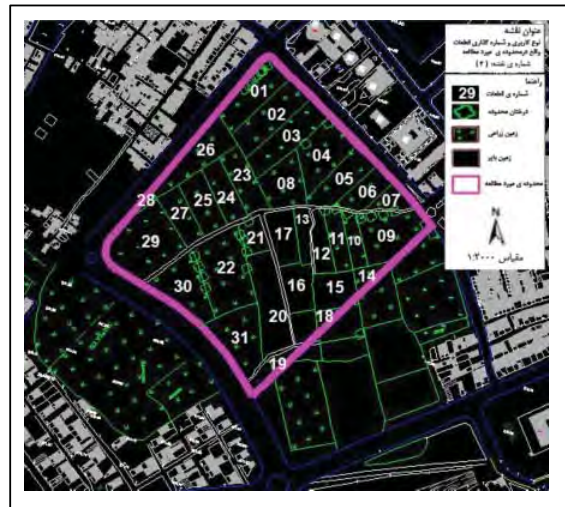 عنوان نقشه
نوع کاربری و شماره گذاری قطعات
واقع در محدوده ی مورد مطالعه
شماره ی نقشه: (۴)
راهنما
29 شماره ی قطعات
درختان محدوده
زمین زراعی
زمین بایر
محدوده ی مورد مطالعه
N
مقیاس ۱:۲۰۰۰
01
02
03
26
04
23
05
25
24
08
06
28
27
07
13
17
11
10
09
29
21
12
22
14
30
16
15
20
18
31
19